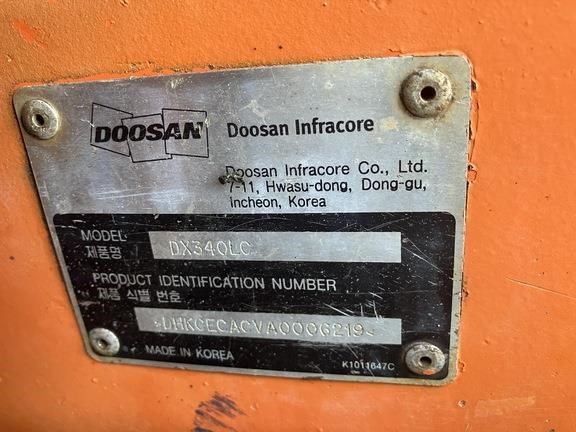 DOOSAN
Doosan Infracore
Doosan Infracore Co., Ltd.
7-11, Hwasu-dong, Dong-gu,
Incheon, Korea
MODEL
제품명
DX340LC
PRODUCT IDENTIFICATION NUMBER
제품 식별 번호
*DHKCECACVA0006219*
MADE IN KOREA
K1011647C